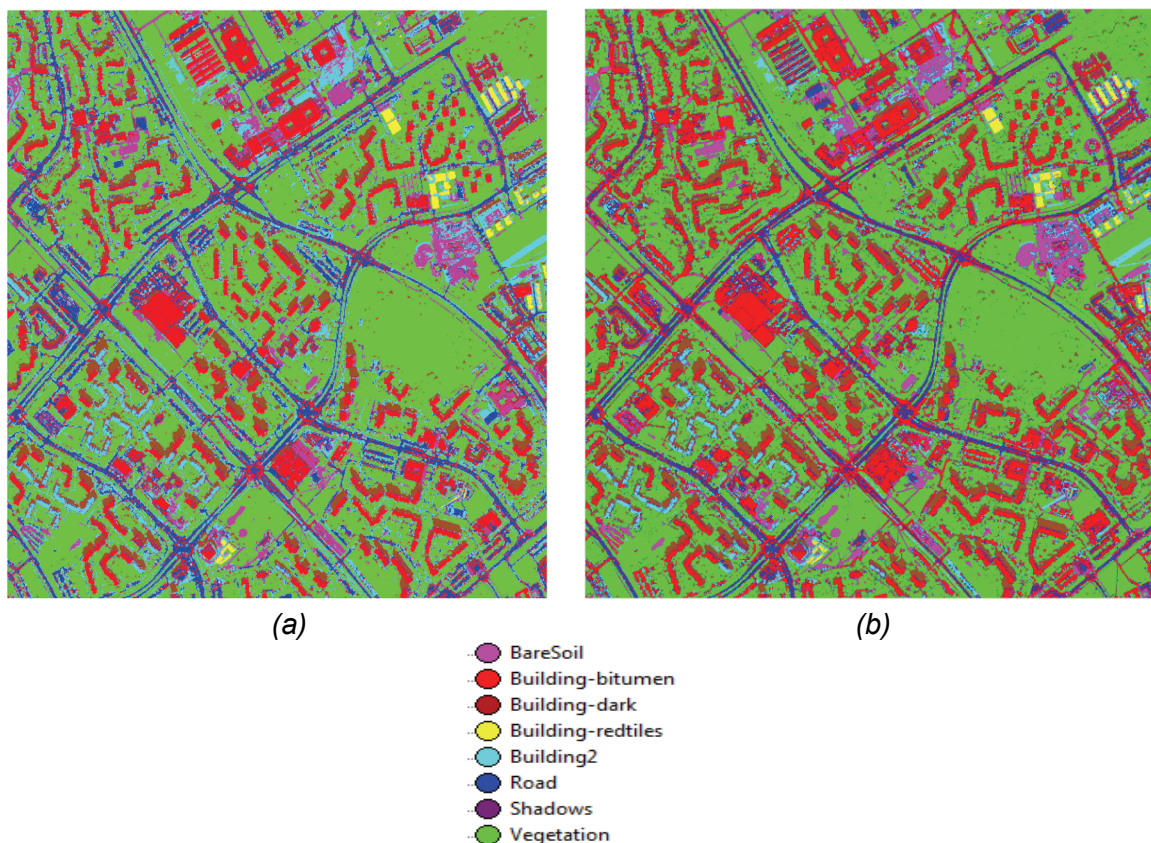 (a)
(b)
BareSoil
Building-bitumen
Building-dark
Building-redtiles
Building2
Road
Shadows
Vegetation